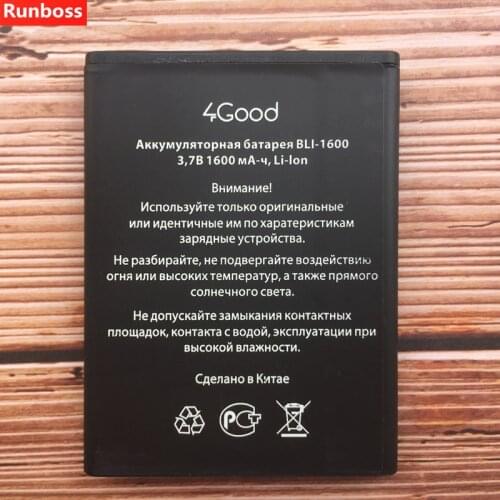 Runboss
4Good
Аккумуляторная батарея BLI-1600
3,7В 1600 мА-ч, Li-Ion
Внимание!
Используйте только оригинальные
или идентичные им по харатеристикам
зарядные устройства.
Не разбирайте, не подвергайте воздействию
огня или высоких температур, а также прямого
солнечного света.
Не допускайте замыкания контактных
площадок, контакта с водой, эксплуатации при
высокой влажности.
Сделано в Китае